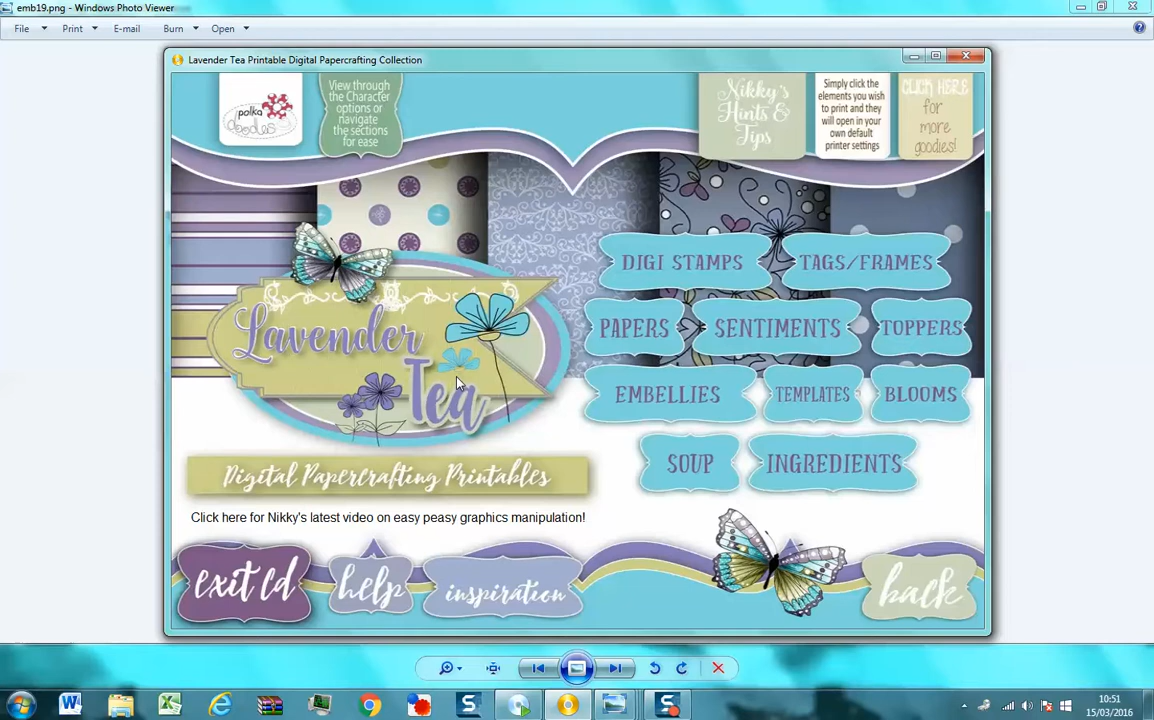 emb19.png - Windows Photo Viewer
File Print E-mail Burn Open
Lavender Tea Printable Digital Papercrafting Collection
polka
doodles
View through
the Character
options or
navigate
the sections
for ease
Nikky's
Hints &
Tips
Simply click the
elements you wish
to print and they
will open in your
own default
printer settings
CLICK HERE
for
more
goodies!
DIGI STAMPS
TAGS/FRAMES
PAPERS
SENTIMENTS
TOPPERS
Lavender
Tea
EMBELLIES
TEMPLATES
BLOOMS
SOUP
INGREDIENTS
Digital Papercrafting Printables
Click here for Nikky's latest video on easy peasy graphics manipulation!
exit cd
help
inspiration
back
10:51
15/03/2016